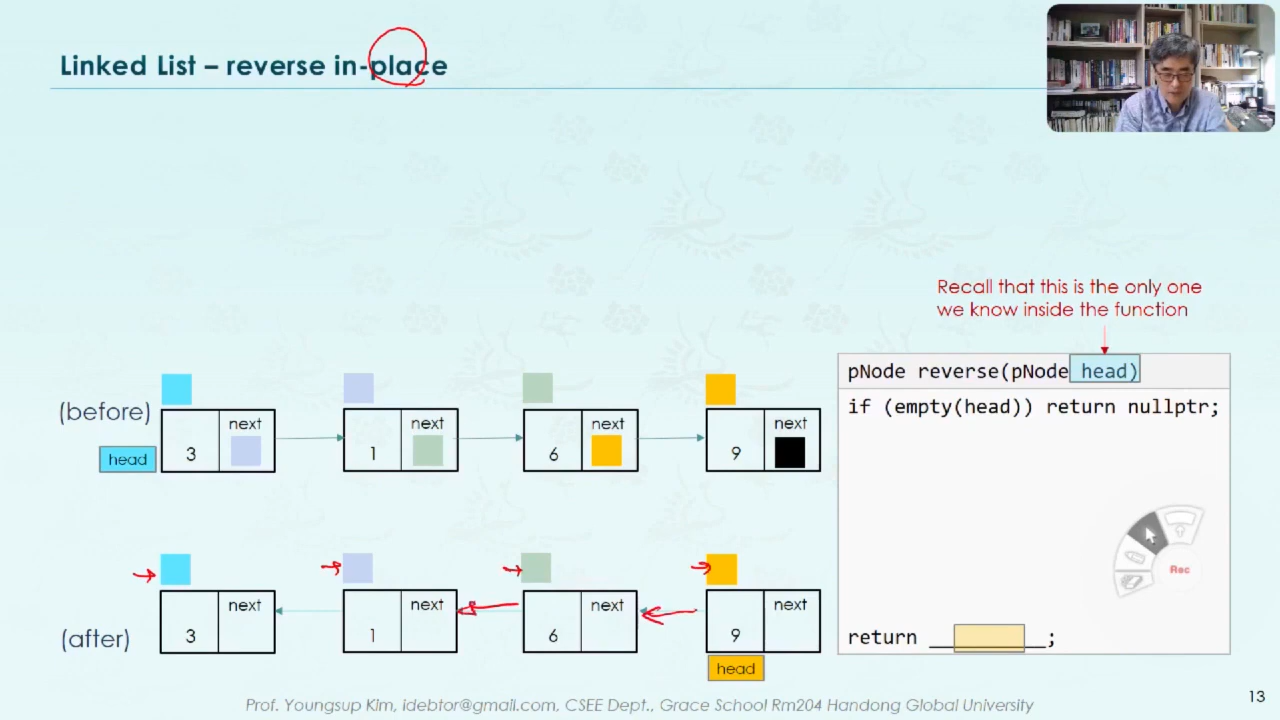 Linked List – reverse in-place
Recall that this is the only one
we know inside the function
pNode reverse(pNode head)
if (empty(head)) return nullptr;
return ________;
(before)
head
3 next
1 next
6 next
9 next
(after)
3 next
1 next
6 next
9 next
head
Rec
Prof. Youngsup Kim, idebtor@gmail.com, CSEE Dept., Grace School Rm204 Handong Global University
13